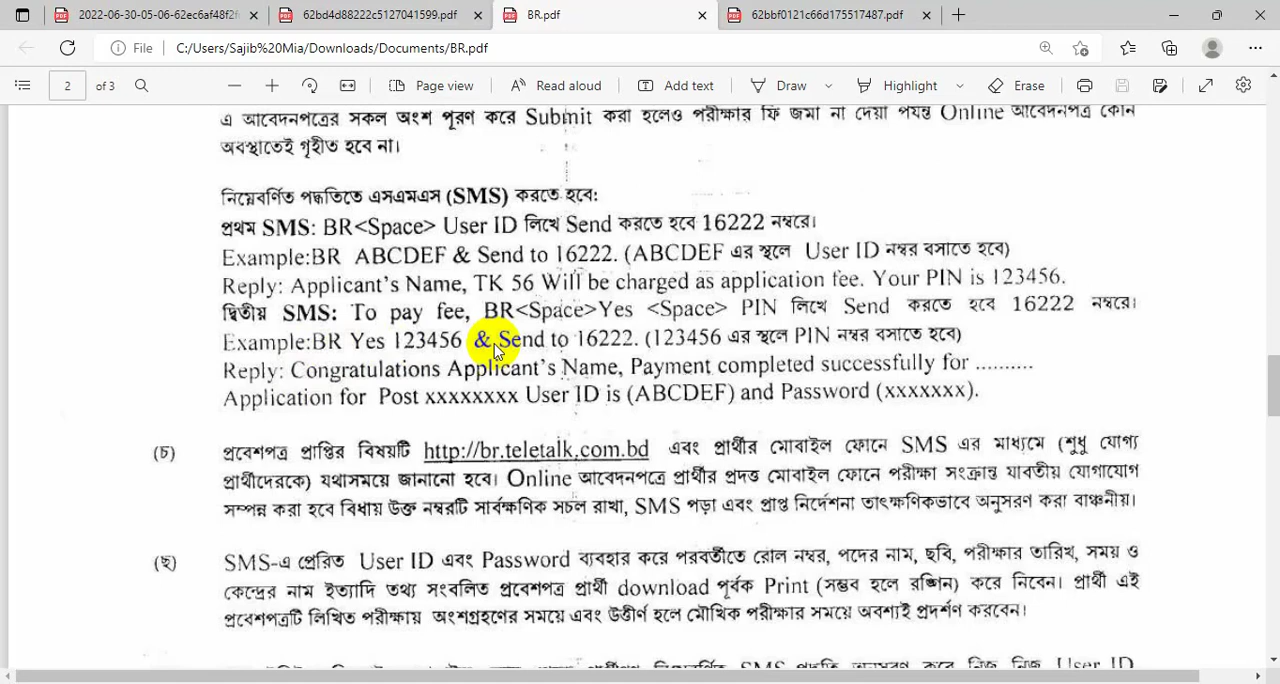 2022-06-30-05-06-62ec6af48f2f
62bd4d88222c5127041599.pdf
BR.pdf
62bbf0121c66d175517487.pdf
File
C:/Users/Sajib%20Mia/Downloads/Documents/BR.pdf
2 of 3
Page view
Read aloud
Add text
Draw
Highlight
Erase
এ আবেদনপত্রের সকল অংশ পূরণ করে Submit করা হলেও পরীক্ষার ফি জমা না দেয়া পর্যন্ত Online আবেদনপত্র কোন
অবস্থাতেই গৃহীত হবে না।
নিম্নেবর্ণিত পদ্ধতিতে এসএমএস (SMS) করতে হবে:
প্রথম SMS: BR<Space> User ID লিখে Send করতে হবে 16222 নম্বরে।
Example:BR ABCDEF & Send to 16222. (ABCDEF এর স্থলে User ID নম্বর বসাতে হবে)
Reply: Applicant's Name, TK 56 Will be charged as application fee. Your PIN is 123456.
দ্বিতীয় SMS: To pay fee, BR<Space>Yes <Space> PIN লিখে Send করতে হবে 16222 নম্বরে।
Example:BR Yes 123456 & Send to 16222. (123456 এর স্থলে PIN নম্বর বসাতে হবে)
Reply: Congratulations Applicant's Name, Payment completed successfully for ..........
Application for Post xxxxxxxx User ID is (ABCDEF) and Password (xxxxxxx).
(চ) প্রবেশপত্র প্রাপ্তির বিষয়টি http://br.teletalk.com.bd এবং প্রার্থীর মোবাইল ফোনে SMS এর মাধ্যমে (শুধু যোগ্য
প্রার্থীদেরকে) যথাসময়ে জানানো হবে। Online আবেদনপত্রে প্রার্থীর প্রদত্ত মোবাইল ফোনে পরীক্ষা সংক্রান্ত যাবতীয় যোগাযোগ
সম্পন্ন করা হবে বিধায় উক্ত নম্বরটি সার্বক্ষণিক সচল রাখা, SMS পড়া এবং প্রাপ্ত নির্দেশনা তাৎক্ষণিকভাবে অনুসরণ করা বাঞ্চনীয়।
(ছ) SMS-এ প্রেরিত User ID এবং Password ব্যবহার করে পরবর্তীতে রোল নম্বর, পদের নাম, ছবি, পরীক্ষার তারিখ, সময় ও
কেন্দ্রের নাম ইত্যাদি তথ্য সংবলিত প্রবেশপত্র প্রার্থী download পূর্বক Print (সম্ভব হলে রঙ্গিন) করে নিবেন। প্রার্থী এই
প্রবেশপত্রটি লিখিত পরীক্ষায় অংশগ্রহণের সময়ে এবং উত্তীর্ণ হলে মৌখিক পরীক্ষার সময়ে অবশ্যই প্রদর্শন করবেন।
SMS পদ্ধতি অনুসরণ করে নিজ নিজ User ID